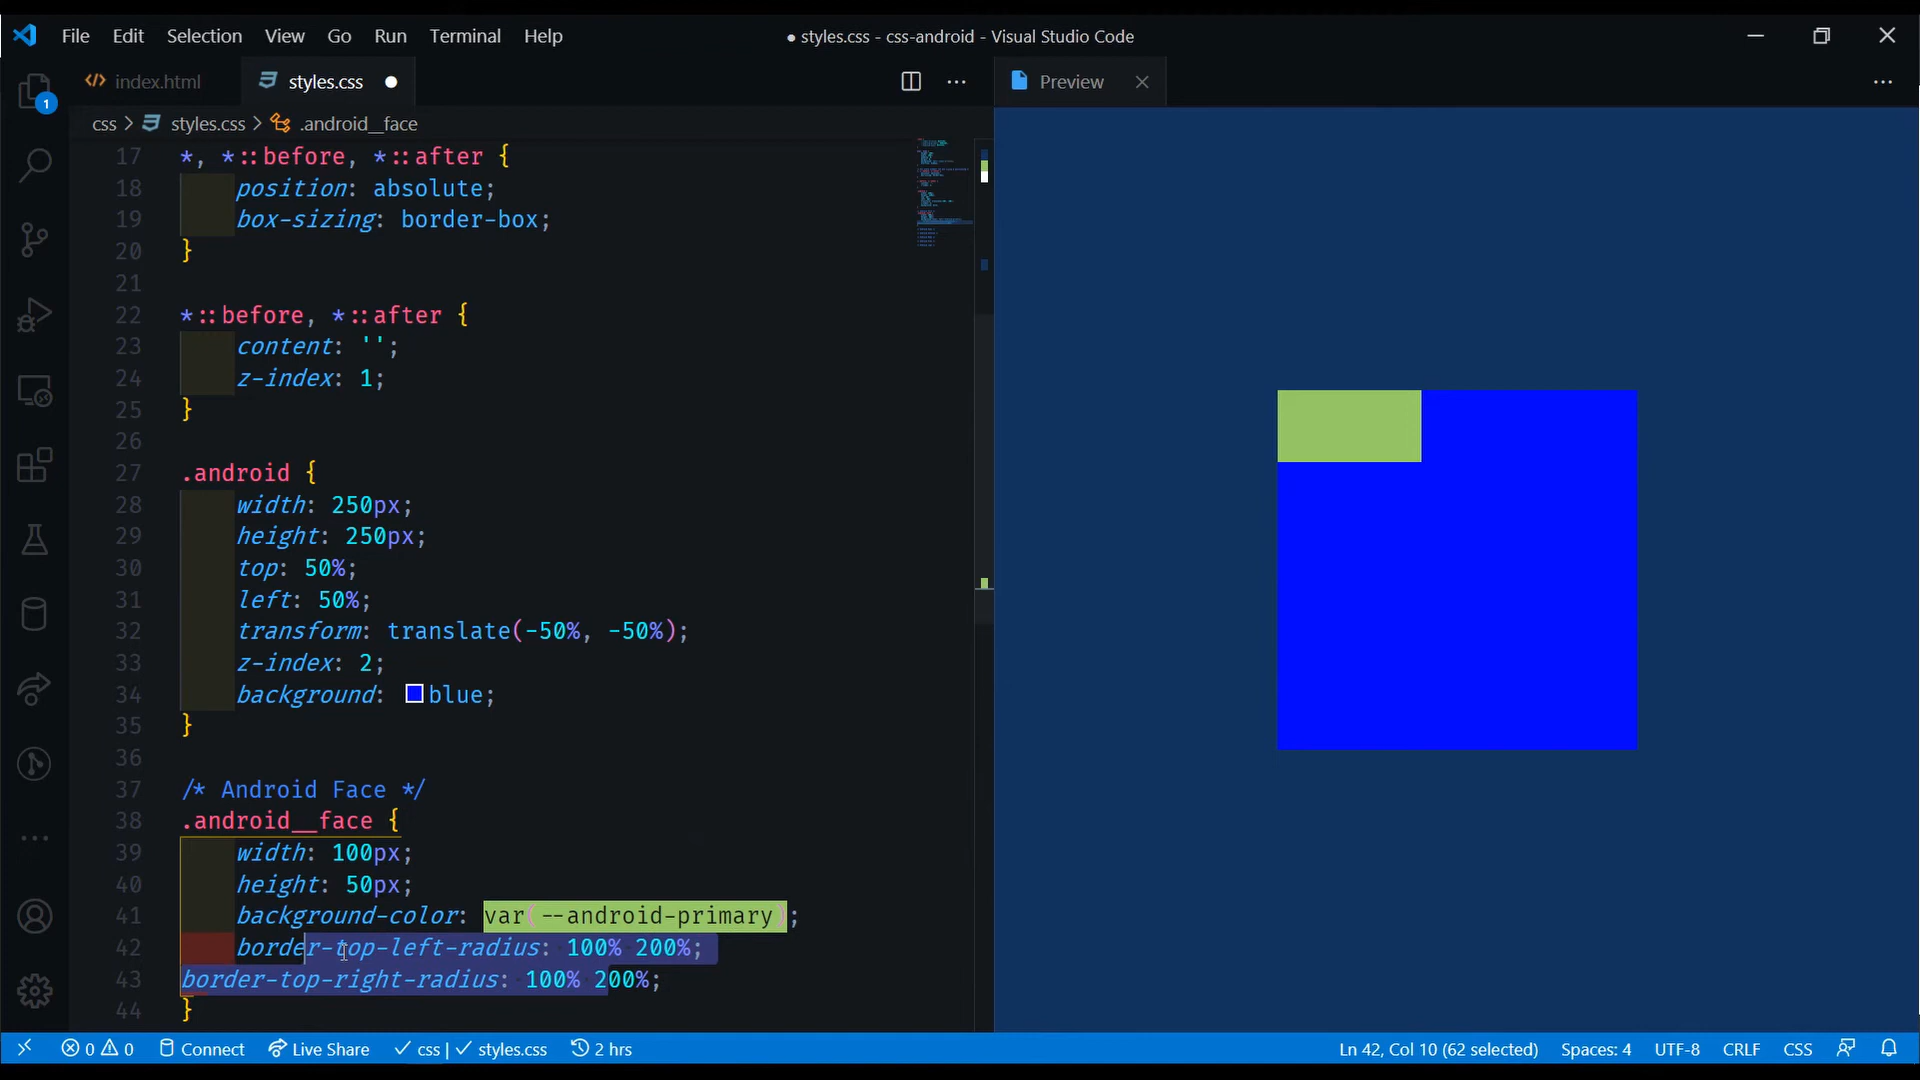 File Edit Selection View Go Run Terminal Help ● styles.css - css-android - Visual Studio Code
index.html styles.css ● Preview
css > styles.css > .android__face
17 *, *::before, *::after {
18 position: absolute;
19 box-sizing: border-box;
20 }
21
22 *::before, *::after {
23 content: '';
24 z-index: 1;
25 }
26
27 .android {
28 width: 250px;
29 height: 250px;
30 top: 50%;
31 left: 50%;
32 transform: translate(-50%, -50%);
33 z-index: 2;
34 background: blue;
35 }
36
37 /* Android Face */
38 .android__face {
39 width: 100px;
40 height: 50px;
41 background-color: var(--android-primary);
42 border-top-left-radius: 100% 200%;
43 border-top-right-radius: 100% 200%;
44 }
1
0 0 Connect Live Share css | styles.css 2 hrs Ln 42, Col 10 (62 selected) Spaces: 4 UTF-8 CRLF CSS